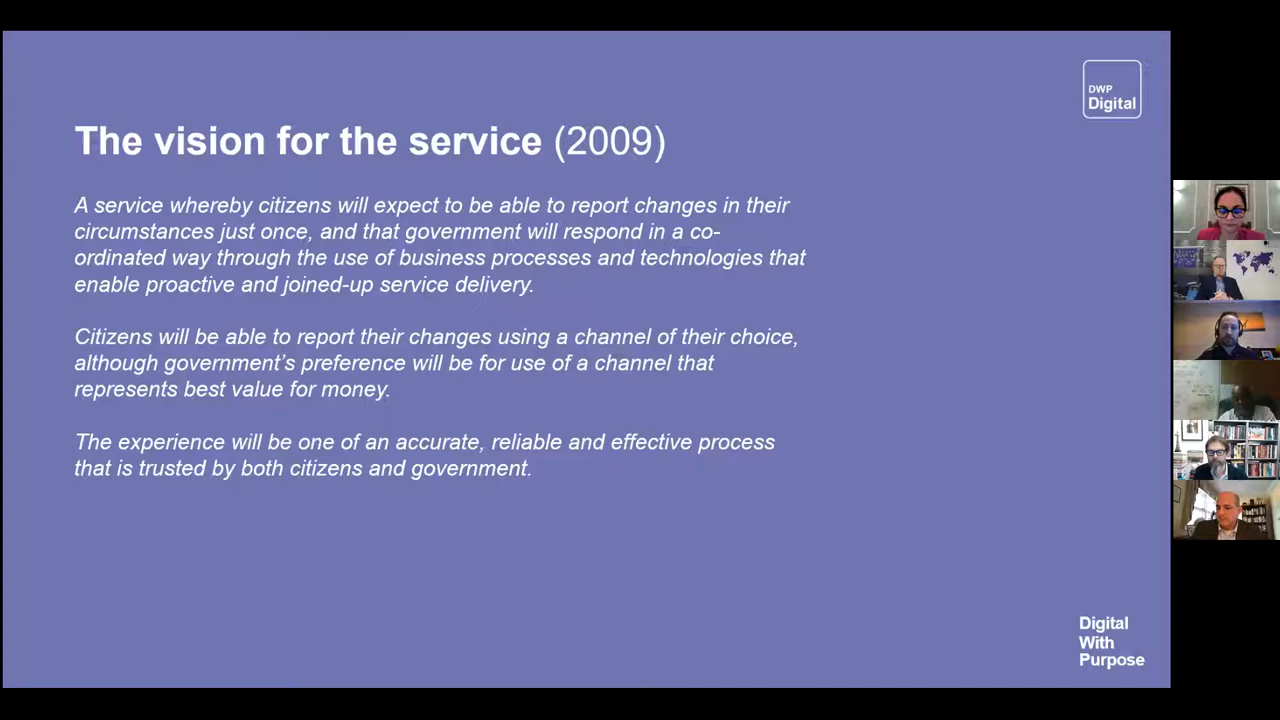 DWP
Digital
The vision for the service (2009)
A service whereby citizens will expect to be able to report changes in their
circumstances just once, and that government will respond in a co-
ordinated way through the use of business processes and technologies that
enable proactive and joined-up service delivery.
Citizens will be able to report their changes using a channel of their choice,
although government’s preference will be for use of a channel that
represents best value for money.
The experience will be one of an accurate, reliable and effective process
that is trusted by both citizens and government.
Digital
With
Purpose